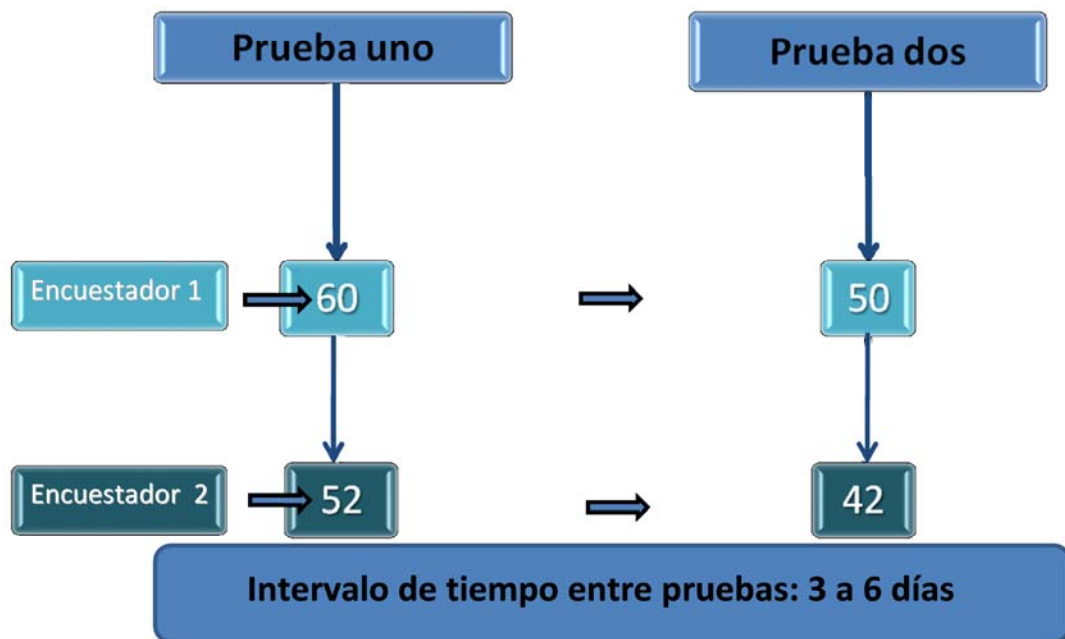 Prueba uno
Prueba dos
Encuestador 1
60
50
Encuestador 2
52
42
Intervalo de tiempo entre pruebas: 3 a 6 días